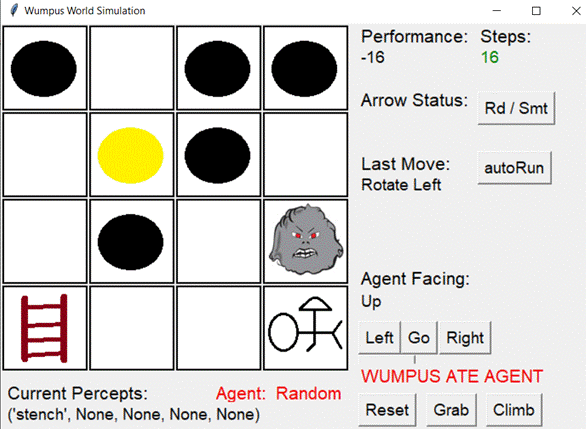 Wumpus World Simulation
Performance: Steps:
-16 16
Arrow Status: Rd / Smt
Last Move: autoRun
Rotate Left
Agent Facing:
Up
Left Go Right
WUMPUS ATE AGENT
Current Percepts: Agent: Random
('stench', None, None, None, None)
Reset Grab Climb